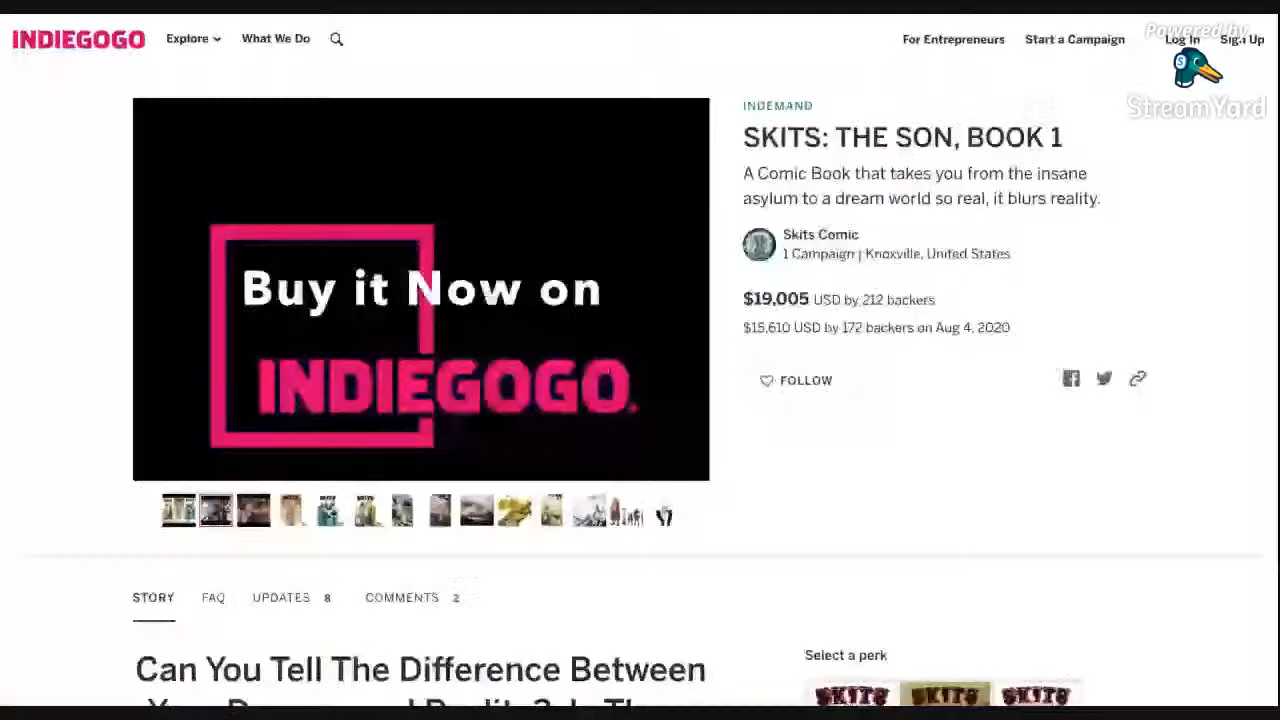 INDIEGOGO Explore What We Do For Entrepreneurs Start a Campaign Log In Sign Up
Powered by
StreamYard
Buy it Now on
INDIEGOGO
INDEMAND
SKITS: THE SON, BOOK 1
A Comic Book that takes you from the insane
asylum to a dream world so real, it blurs reality.
Skits Comic
1 Campaign | Knoxville, United States
$19,005 USD by 212 backers
$15,610 USD by 172 backers on Aug 4, 2020
FOLLOW
STORY FAQ UPDATES 8 COMMENTS 2
Can You Tell The Difference Between
Select a perk
SKITS SKITS SKITS